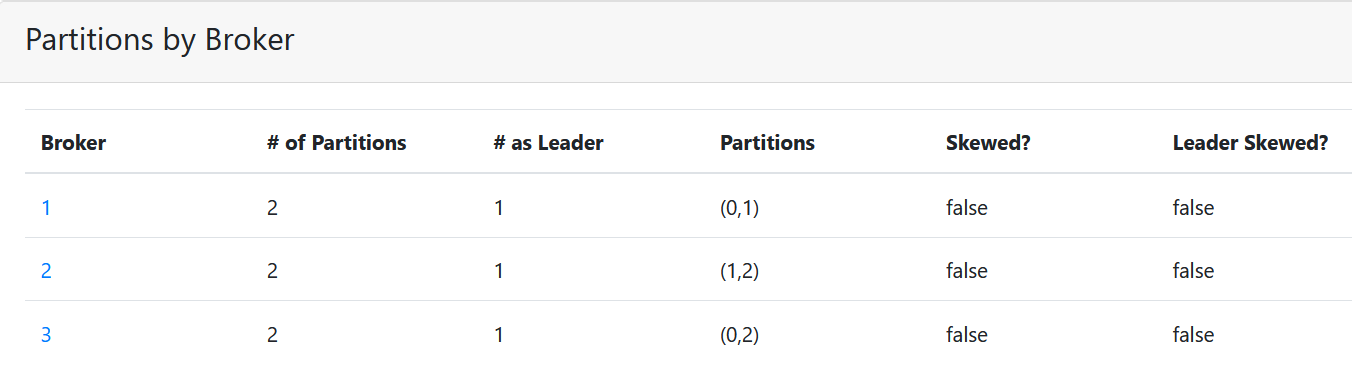 Partitions by Broker
Broker # of Partitions # as Leader Partitions Skewed? Leader Skewed?
1 2 1 (0,1) false false
2 2 1 (1,2) false false
3 2 1 (0,2) false false